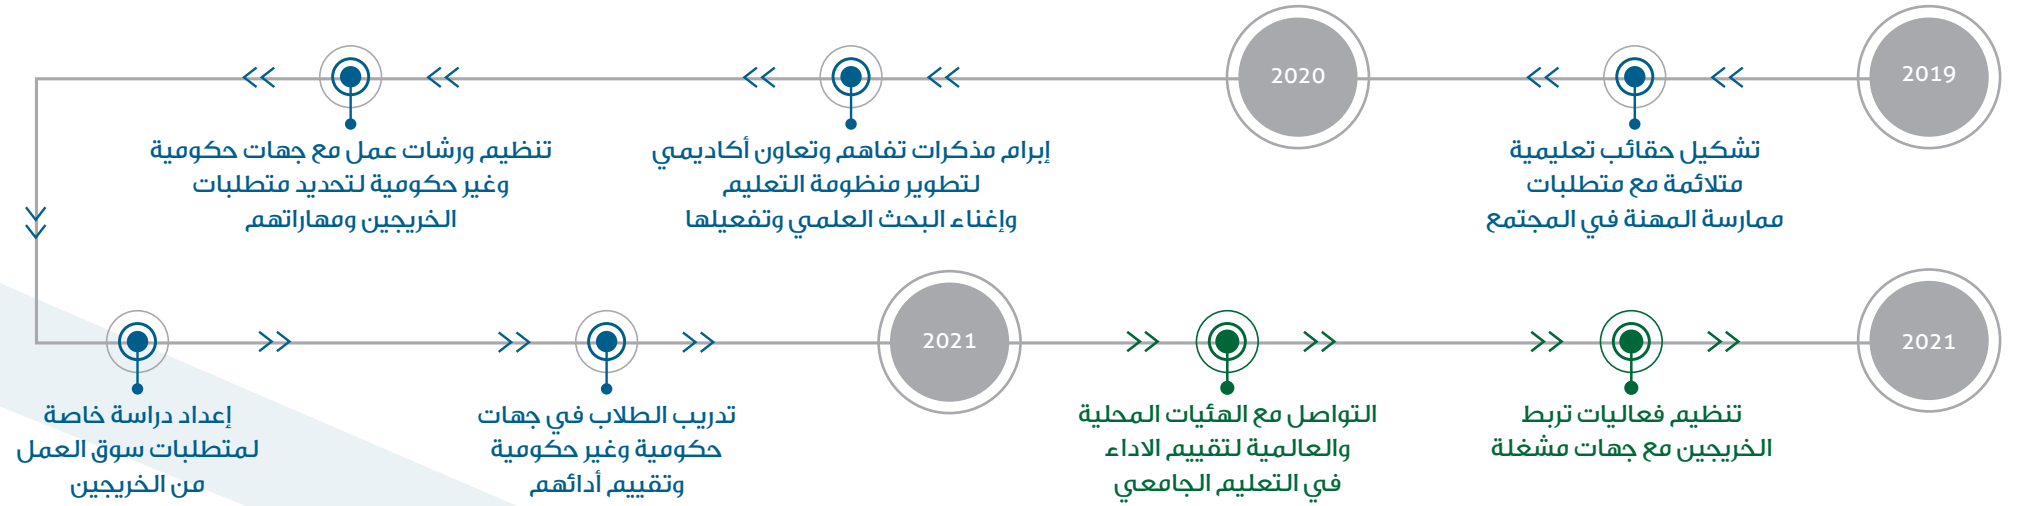 2019
تشكيل حقائب تعليمية
متلائمة مع متطلبات
ممارسة المهنة في المجتمع
2020
إبرام مذكرات تفاهم وتعاون أكاديمي
لتطوير منظومة التعليم
وإغناء البحث العلمي وتفعيلها
تنظيم ورشات عمل مع جهات حكومية
وغير حكومية لتحديد متطلبات
الخريجين ومهاراتهم
إعداد دراسة خاصة
لمتطلبات سوق العمل
من الخريجين
تدريب الطلاب في جهات
حكومية وغير حكومية
وتقييم أدائهم
2021
التواصل مع الهئيات المحلية
والعالمية لتقييم الاداء
في التعليم الجامعي
تنظيم فعاليات تربط
الخريجين مع جهات مشغلة
2021